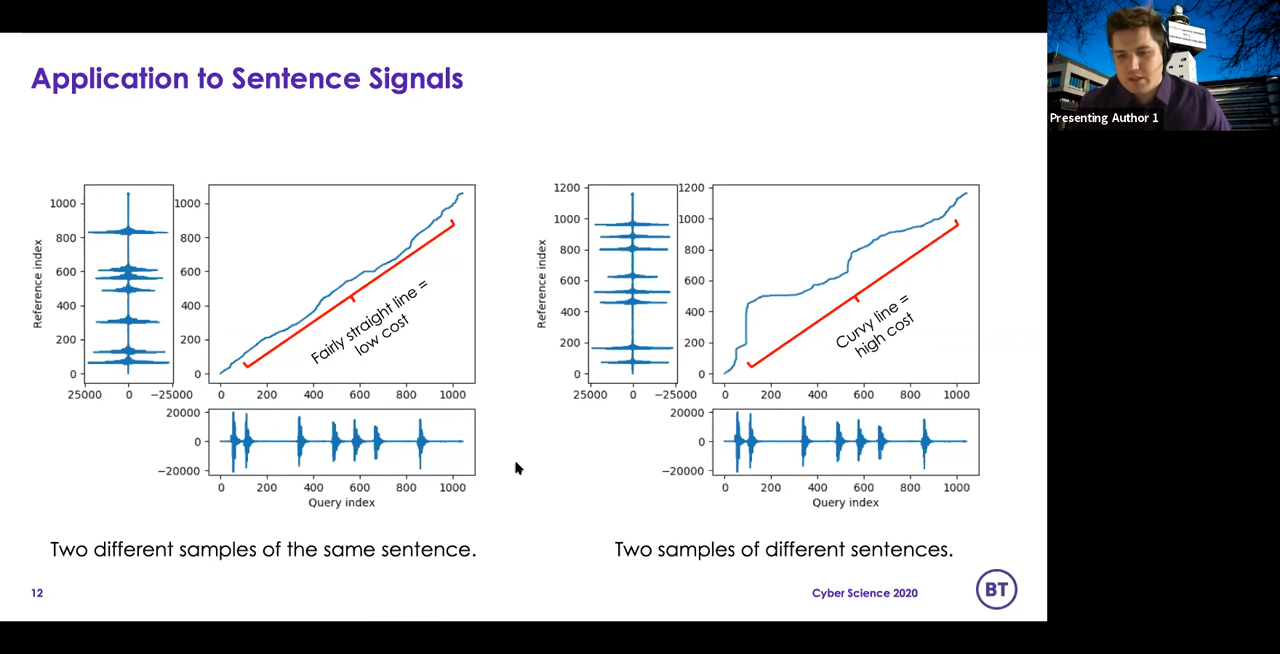 Application to Sentence Signals
Presenting Author 1
1000
800
600
400
200
0
Reference index
25000 0 −25000
1000
800
600
400
200
0
Fairly straight line =
low cost
0 200 400 600 800 1000
20000
0
−20000
0 200 400 600 800 1000
Query index
1200
1000
800
600
400
200
0
Reference index
25000 0 −25000
1200
1000
800
600
400
200
0
Curvy line =
high cost
0 200 400 600 800 1000
20000
0
−20000
0 200 400 600 800 1000
Query index
Two different samples of the same sentence.
Two samples of different sentences.
12
Cyber Science 2020
BT